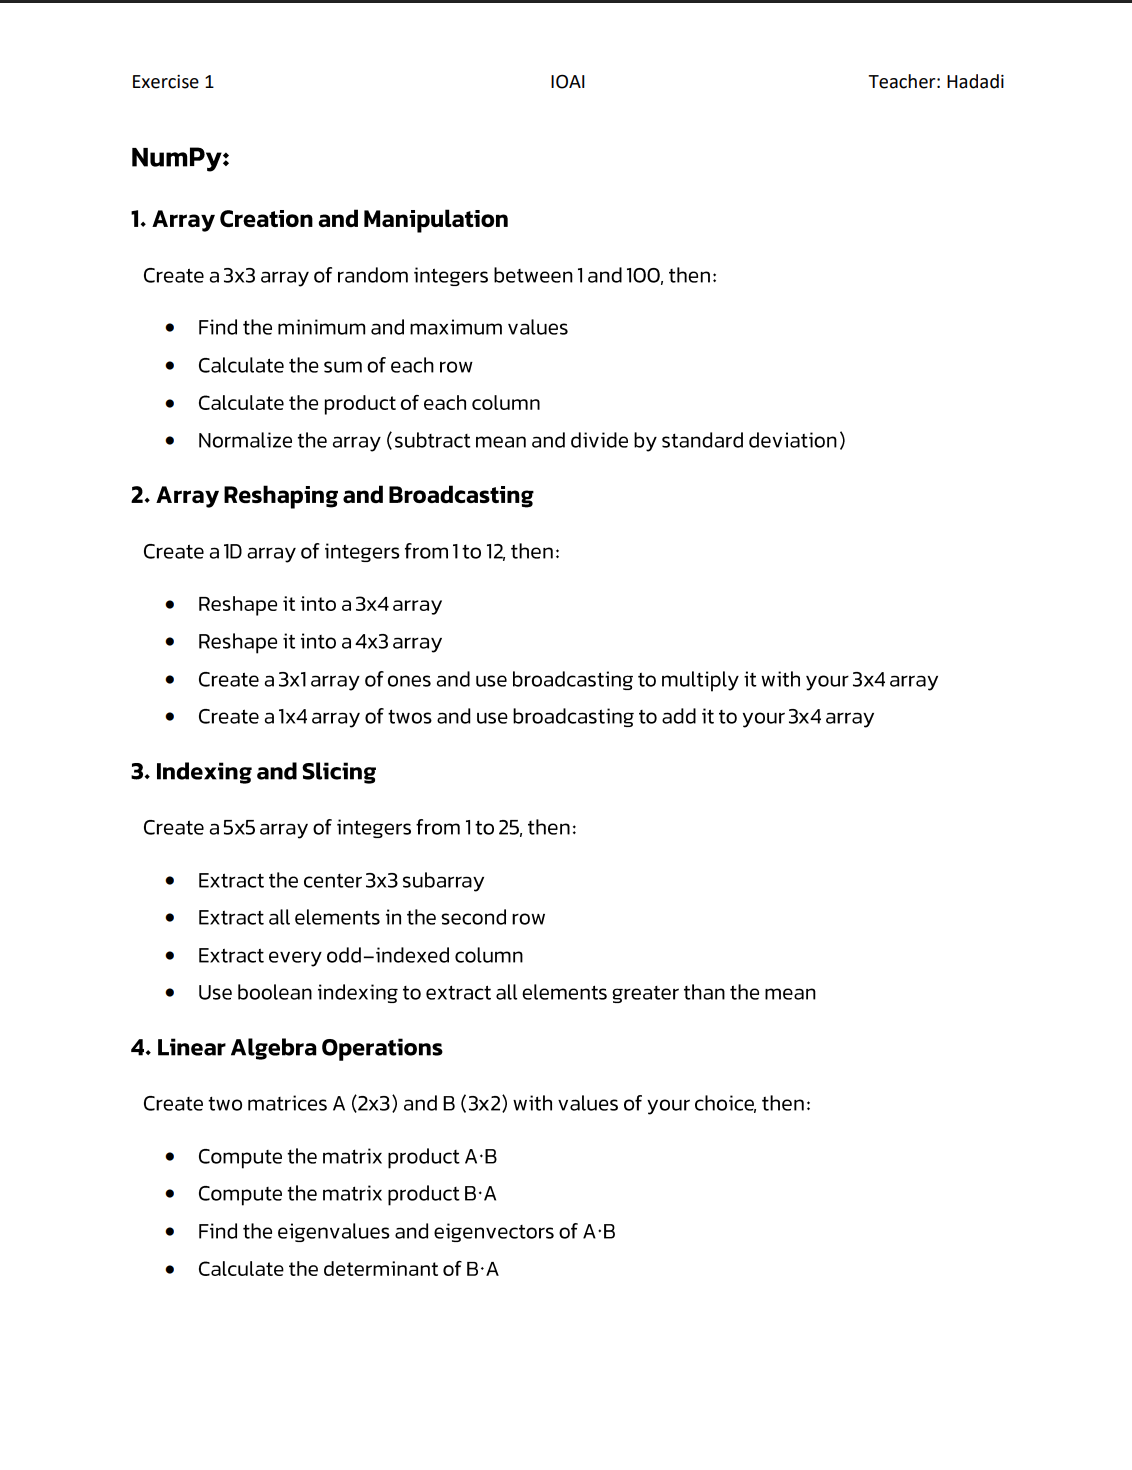 Exercise 1 IOAI Teacher: Hadadi
NumPy:
1. Array Creation and Manipulation
Create a 3x3 array of random integers between 1 and 100, then:
• Find the minimum and maximum values
• Calculate the sum of each row
• Calculate the product of each column
• Normalize the array (subtract mean and divide by standard deviation)
2. Array Reshaping and Broadcasting
Create a 1D array of integers from 1 to 12, then:
• Reshape it into a 3x4 array
• Reshape it into a 4x3 array
• Create a 3x1 array of ones and use broadcasting to multiply it with your 3x4 array
• Create a 1x4 array of twos and use broadcasting to add it to your 3x4 array
3. Indexing and Slicing
Create a 5x5 array of integers from 1 to 25, then:
• Extract the center 3x3 subarray
• Extract all elements in the second row
• Extract every odd-indexed column
• Use boolean indexing to extract all elements greater than the mean
4. Linear Algebra Operations
Create two matrices A (2x3) and B (3x2) with values of your choice, then:
• Compute the matrix product A·B
• Compute the matrix product B·A
• Find the eigenvalues and eigenvectors of A·B
• Calculate the determinant of B·A